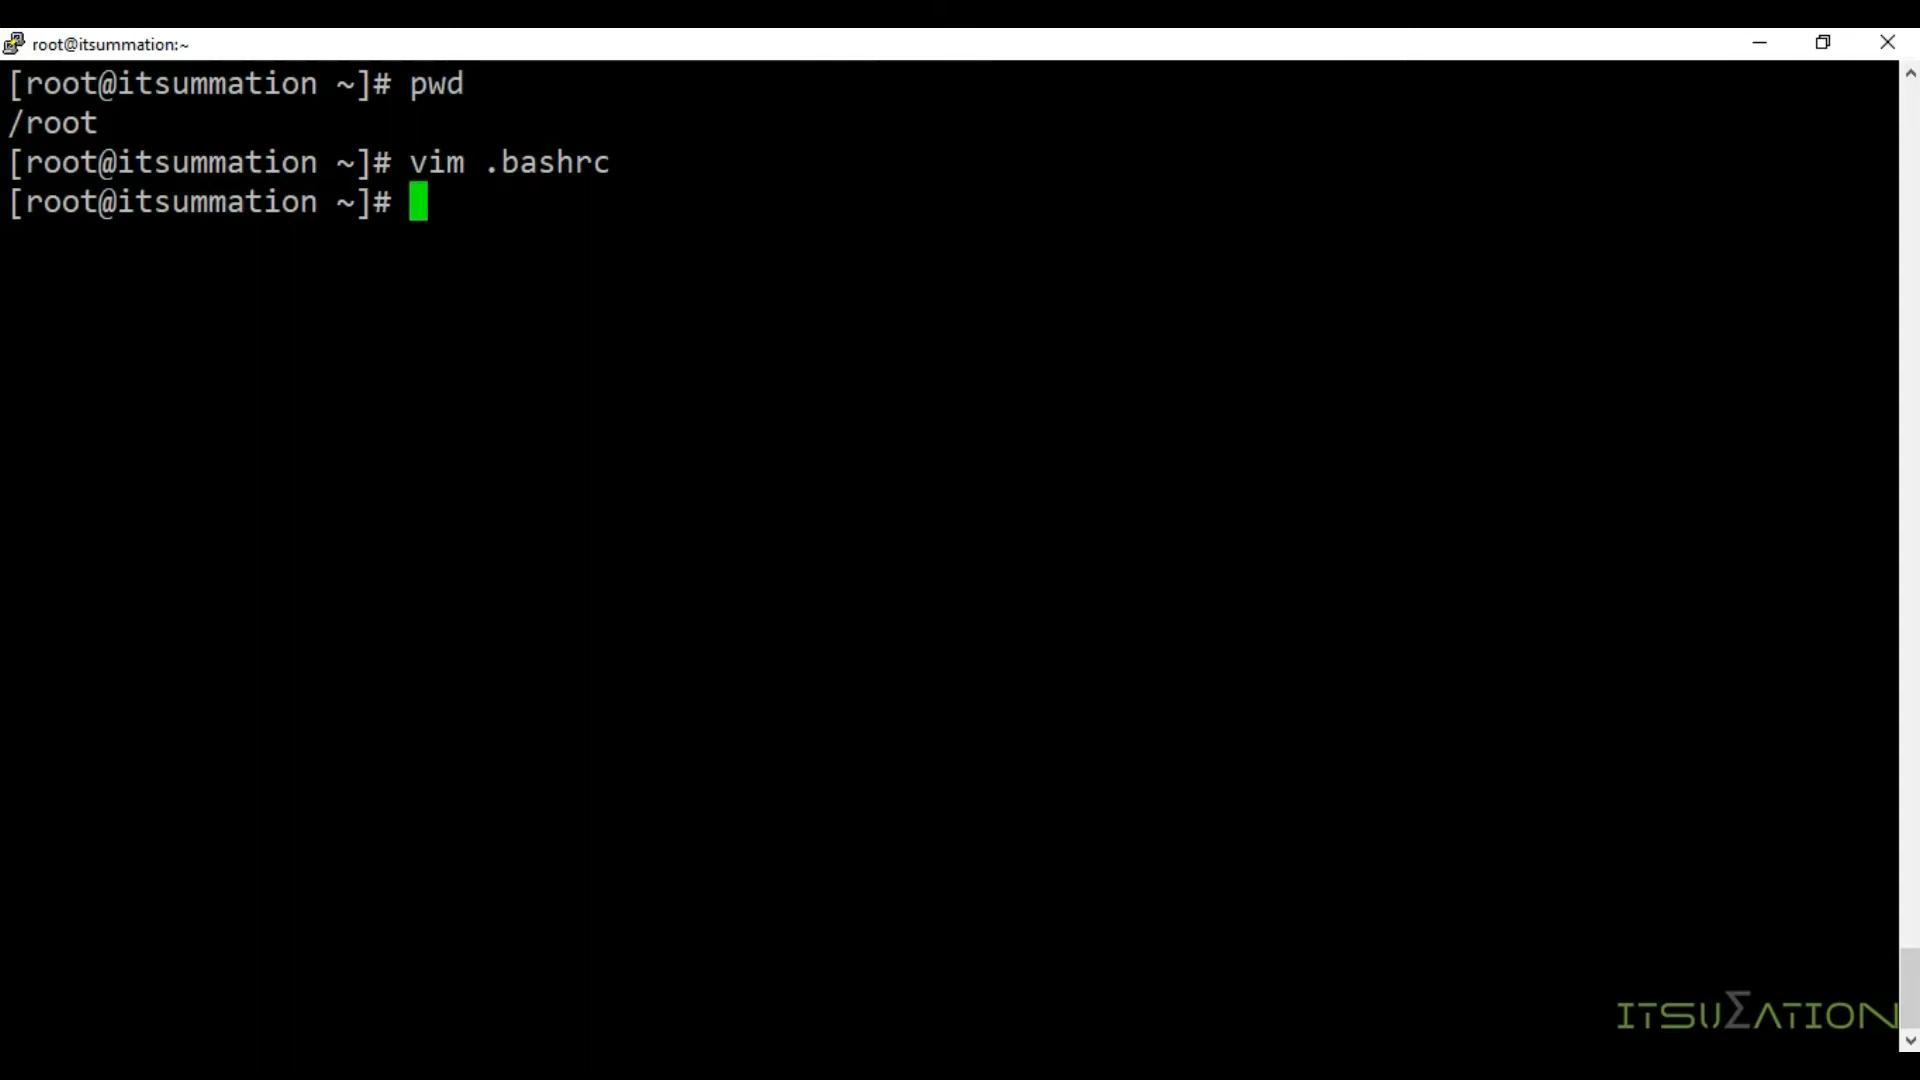 root@itsummation:~
[root@itsummation ~]# pwd
/root
[root@itsummation ~]# vim .bashrc
[root@itsummation ~]#
ITSUΣATION